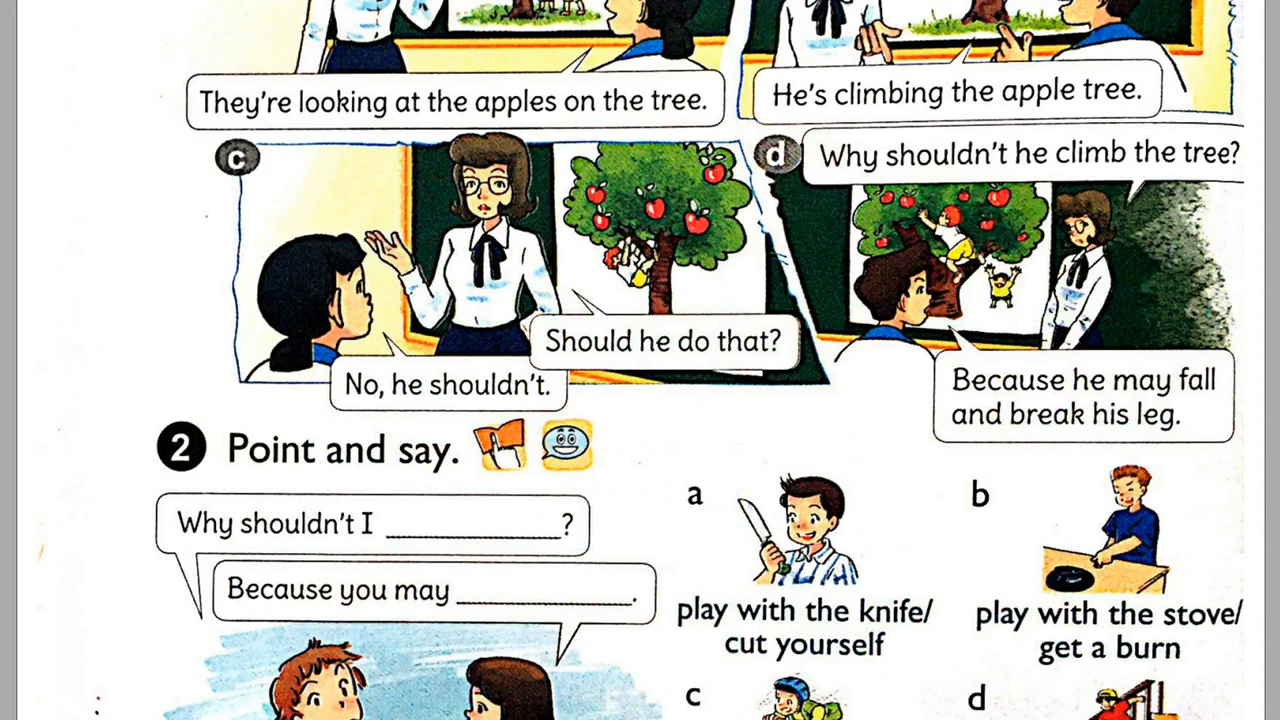 They're looking at the apples on the tree.
He's climbing the apple tree.
c
Should he do that?
No, he shouldn't.
d
Why shouldn't he climb the tree?
Because he may fall
and break his leg.
2 Point and say.
Why shouldn't I ____________?
Because you may ____________.
a
play with the knife/
cut yourself
b
play with the stove/
get a burn
c
d